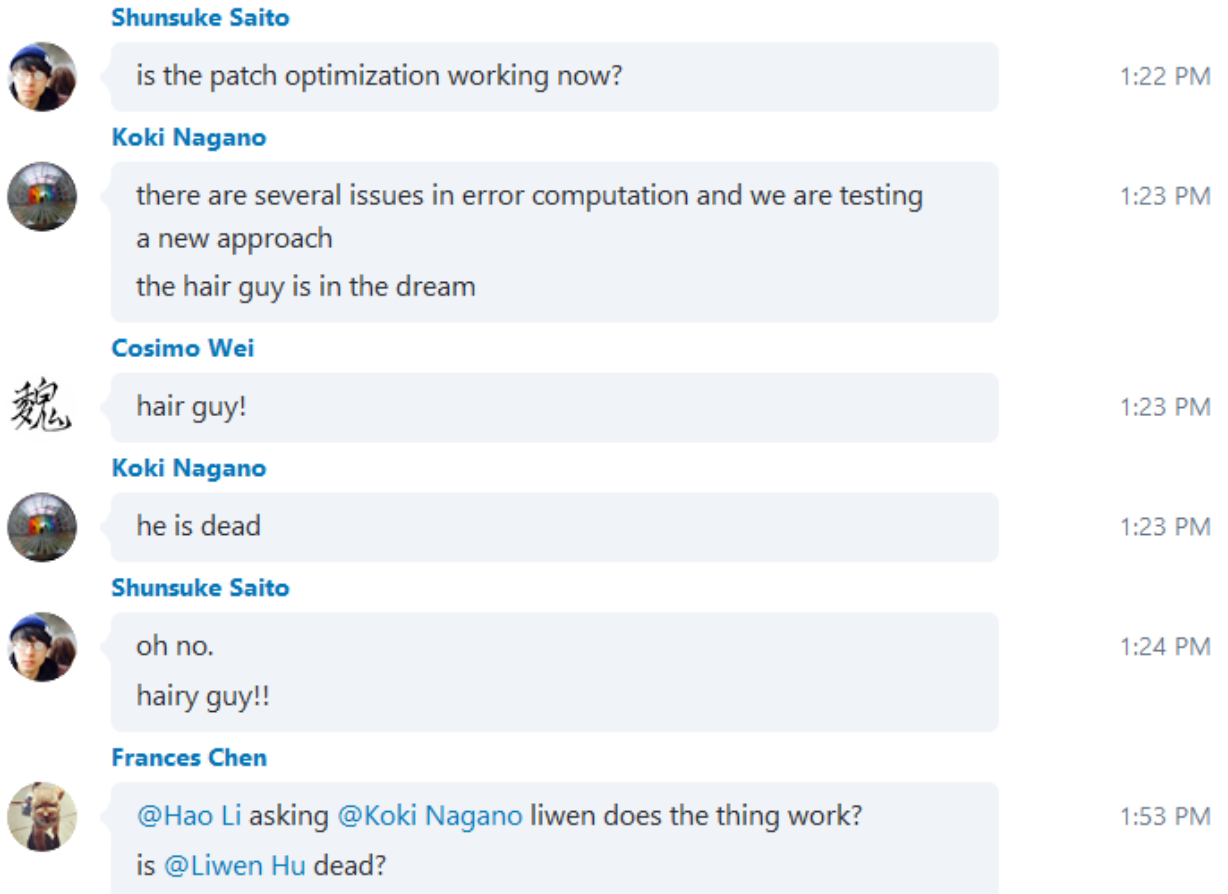 Shunsuke Saito
is the patch optimization working now?
1:22 PM
Koki Nagano
there are several issues in error computation and we are testing
a new approach
the hair guy is in the dream
1:23 PM
Cosimo Wei
魏
hair guy!
1:23 PM
Koki Nagano
he is dead
1:23 PM
Shunsuke Saito
oh no.
hairy guy!!
1:24 PM
Frances Chen
@Hao Li asking @Koki Nagano liwen does the thing work?
is @Liwen Hu dead?
1:53 PM